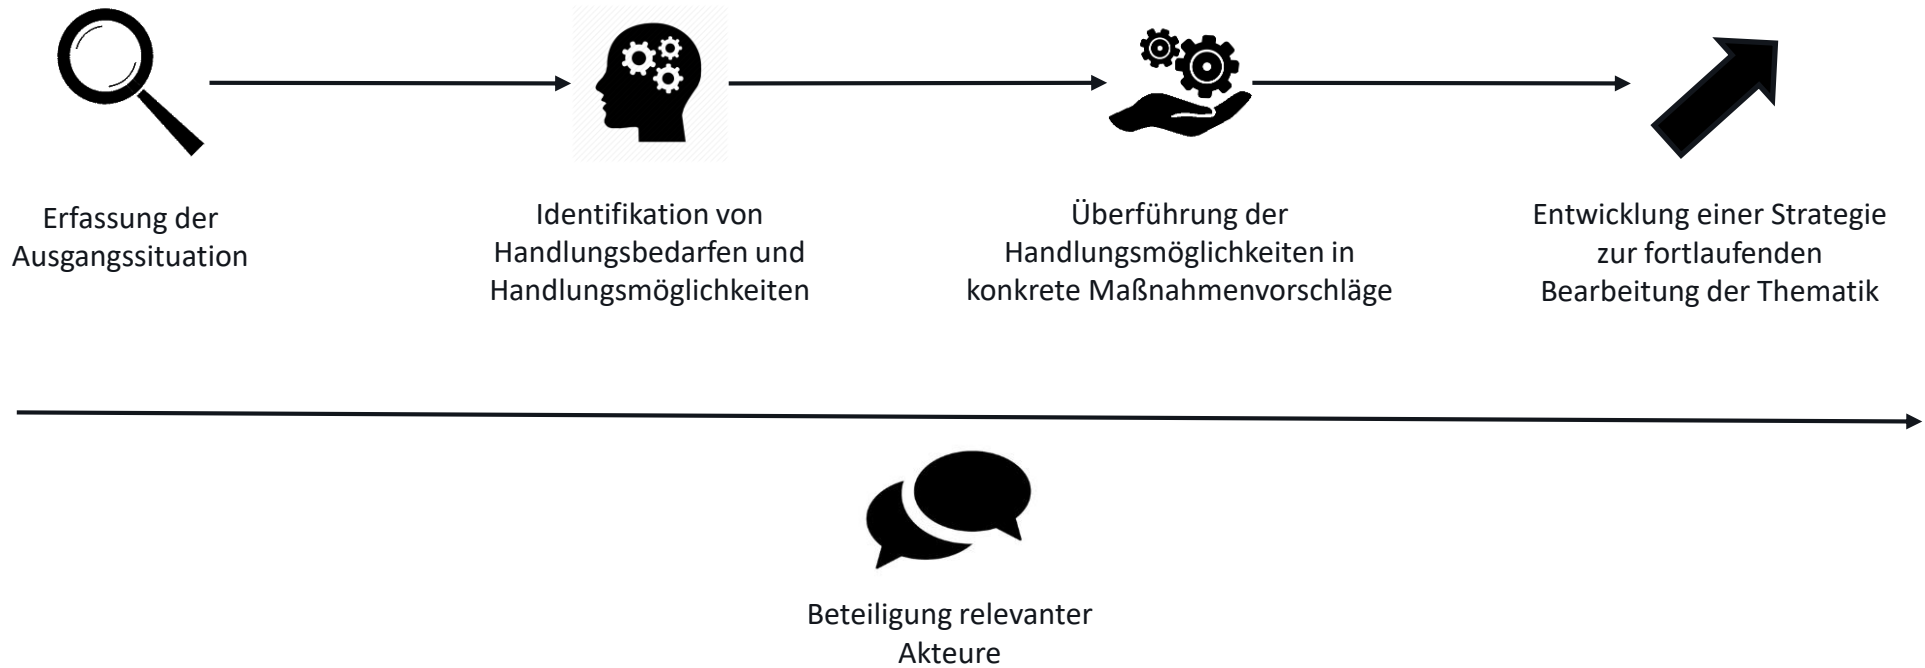 Erfassung der
Ausgangssituation
Identifikation von
Handlungsbedarfen und
Handlungsmöglichkeiten
Überführung der
Handlungsmöglichkeiten in
konkrete Maßnahmenvorschläge
Entwicklung einer Strategie
zur fortlaufenden
Bearbeitung der Thematik
Beteiligung relevanter
Akteure